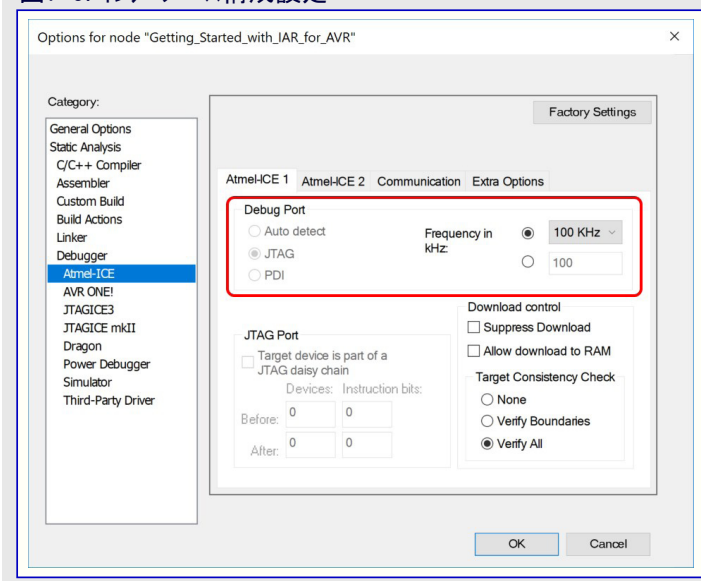 構成設定
Options for node "Getting_Started_with_IAR_for_AVR"
×
Category:
General Options
Static Analysis
C/C++ Compiler
Assembler
Custom Build
Build Actions
Linker
Debugger
Atmel-ICE
AVR ONE!
JTAGICE3
JTAGICE mkII
Dragon
Power Debugger
Simulator
Third-Party Driver
Factory Settings
Atmel-ICE 1 Atmel-ICE 2 Communication Extra Options
Debug Port
Auto detect
JTAG
PDI
Frequency in
kHz:
100 KHz
100
JTAG Port
Target device is part of a
JTAG daisy chain
Devices: Instruction bits:
Before: 0 0
After: 0 0
Download control
Suppress Download
Allow download to RAM
Target Consistency Check
None
Verify Boundaries
Verify All
OK Cancel